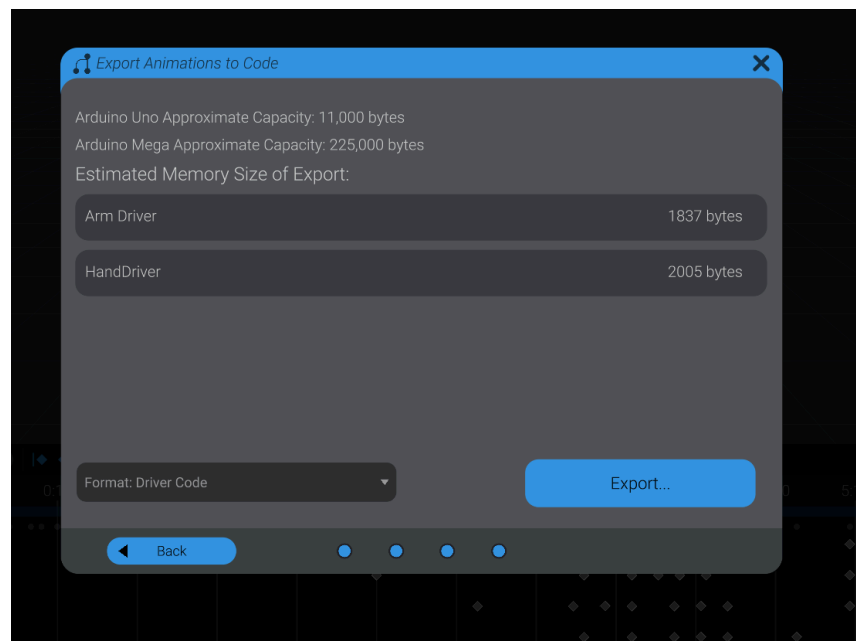 Export Animations to Code
Arduino Uno Approximate Capacity: 11,000 bytes
Arduino Mega Approximate Capacity: 225,000 bytes
Estimated Memory Size of Export:
Arm Driver 1837 bytes
HandDriver 2005 bytes
Format: Driver Code
Export...
Back